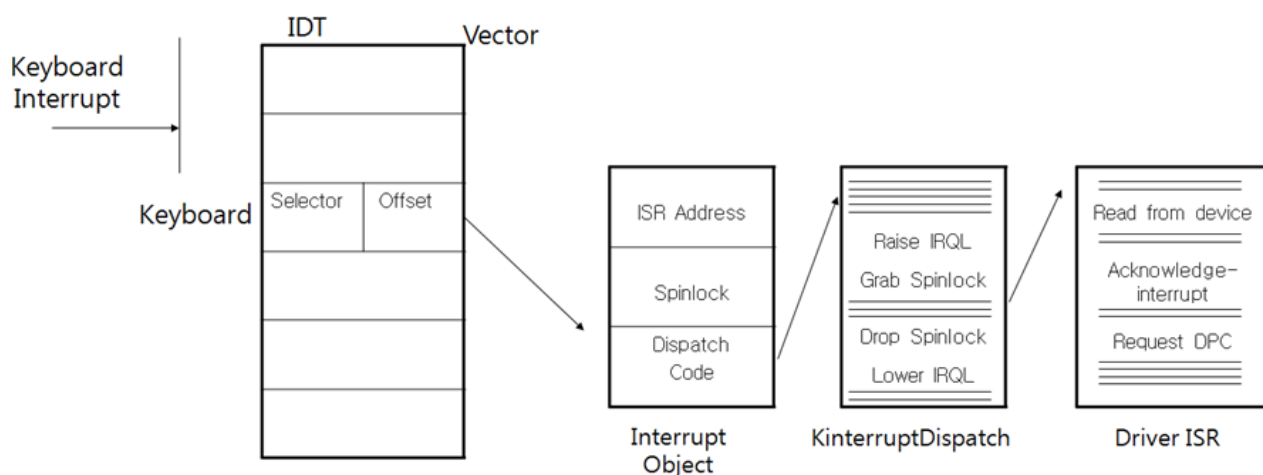 IDT
Vector
Keyboard
Interrupt
Keyboard
Selector
Offset
ISR Address
Spinlock
Dispatch
Code
Interrupt
Object
Raise IRQL
Grab Spinlock
Drop Spinlock
Lower IRQL
KinterruptDispatch
Read from device
Acknowledge-
interrupt
Request DPC
Driver ISR